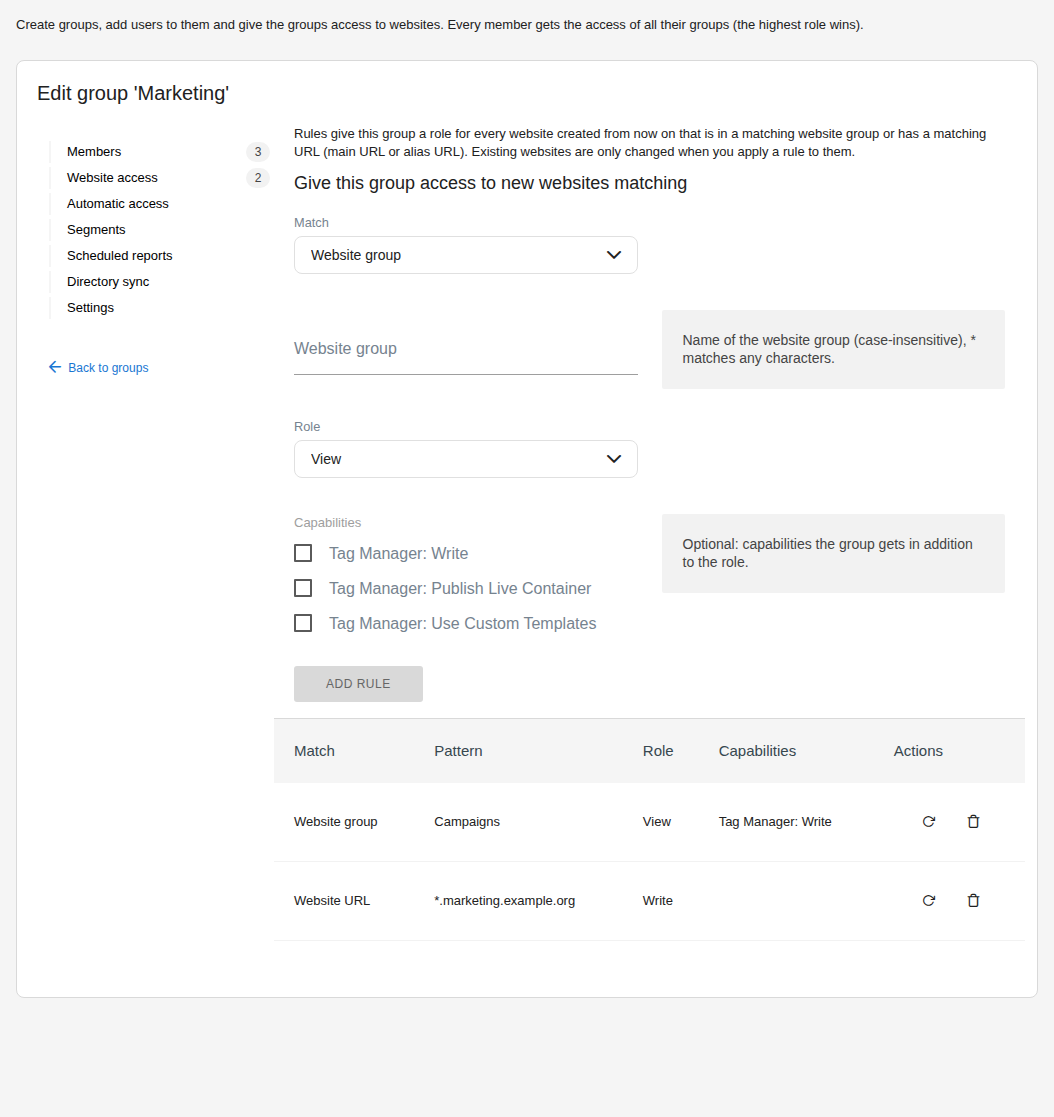 Create groups, add users to them and give the groups access to websites. Every member gets the access of all their groups (the highest role wins).
Edit group 'Marketing'
Members 3
Website access 2
Automatic access
Segments
Scheduled reports
Directory sync
Settings
Back to groups
Rules give this group a role for every website created from now on that is in a matching website group or has a matching
URL (main URL or alias URL). Existing websites are only changed when you apply a rule to them.
Give this group access to new websites matching
Match
Website group
Website group
Name of the website group (case-insensitive), *
matches any characters.
Role
View
Capabilities
Tag Manager: Write
Tag Manager: Publish Live Container
Tag Manager: Use Custom Templates
Optional: capabilities the group gets in addition
to the role.
ADD RULE
Match Pattern Role Capabilities Actions
Website group Campaigns View Tag Manager: Write
Website URL *.marketing.example.org Write